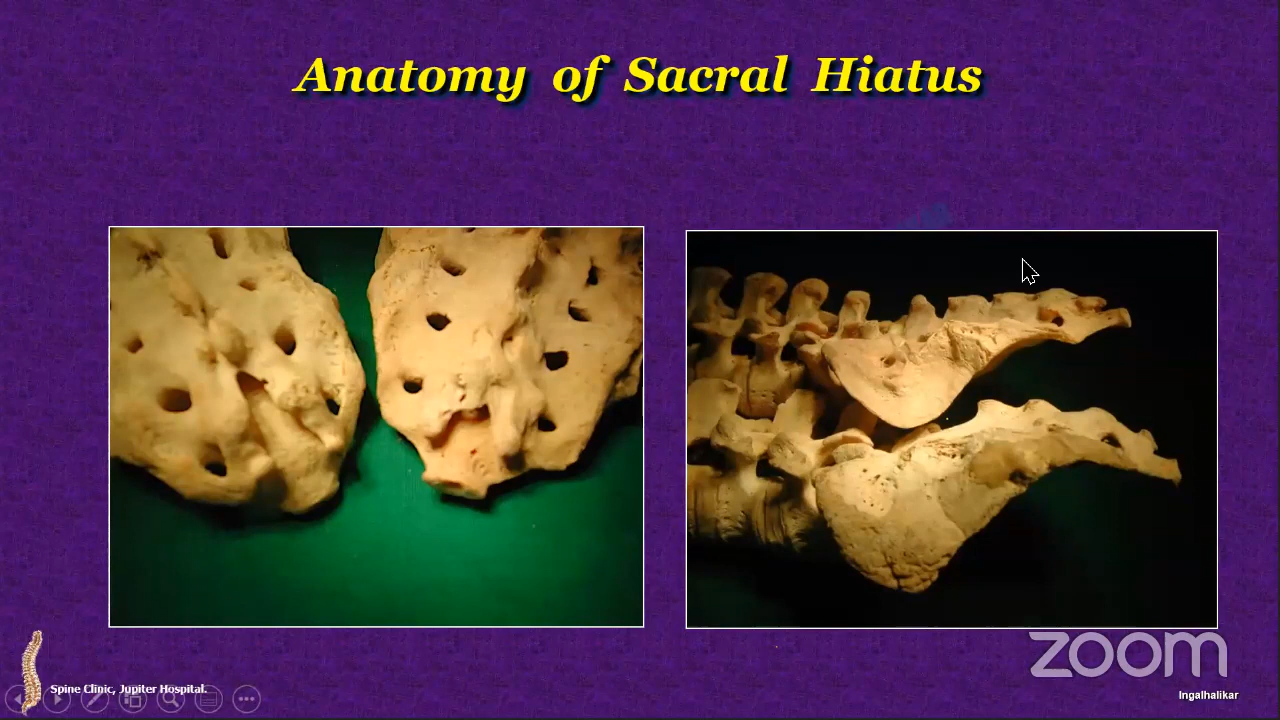 Anatomy of Sacral Hiatus
zoom
Spine Clinic, Jupiter Hospital.
Ingalhalikar